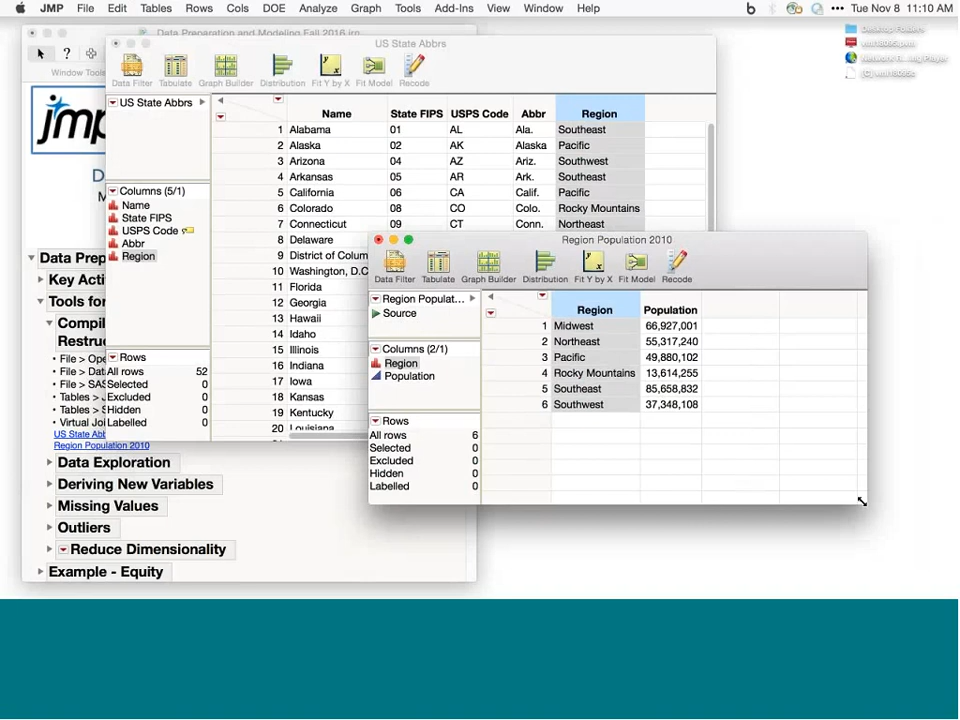 JMP File Edit Tables Rows Cols DOE Analyze Graph Tools Add-Ins View Window Help Tue Nov 8 11:10 AM
Data Preparation and Modeling Fall 2016.jrn
Desktop Folders
(C) vmi18095c
Window Tools
jmp
US State Abbrs
Data Filter Tabulate Graph Builder Distribution Fit Y by X Fit Model Recode
US State Abbrs
Columns (5/1)
Name
State FIPS
USPS Code
Abbr
Region
Rows
All rows 52
Selected 0
Excluded 0
Hidden 0
Labelled 0
Name State FIPS USPS Code Abbr Region
1 Alabama 01 AL Ala. Southeast
2 Alaska 02 AK Alaska Pacific
3 Arizona 04 AZ Ariz. Southwest
4 Arkansas 05 AR Ark. Southeast
5 California 06 CA Calif. Pacific
6 Colorado 08 CO Colo. Rocky Mountains
7 Connecticut 09 CT Conn. Northeast
8 Delaware
9 District of Colum
10 Washington, D.C
11 Florida
12 Georgia
13 Hawaii
14 Idaho
15 Illinois
16 Indiana
17 Iowa
18 Kansas
19 Kentucky
20 Louisiana
Region Population 2010
Data Filter Tabulate Graph Builder Distribution Fit Y by X Fit Model Recode
Region Populat...
Source
Columns (2/1)
Region
Population
Rows
All rows 6
Selected 0
Excluded 0
Hidden 0
Labelled 0
Region Population
1 Midwest 66,927,001
2 Northeast 55,317,240
3 Pacific 49,880,102
4 Rocky Mountains 13,614,255
5 Southeast 85,658,832
6 Southwest 37,348,108
Data Prep
Key Acti
Tools for
Compil
Restruc
• File > Ope
• File > Dat
• File > SAS
• Tables > J
• Tables > S
• Virtual Joi
US State Abb
Region Population 2010
Data Exploration
Deriving New Variables
Missing Values
Outliers
Reduce Dimensionality
Example - Equity